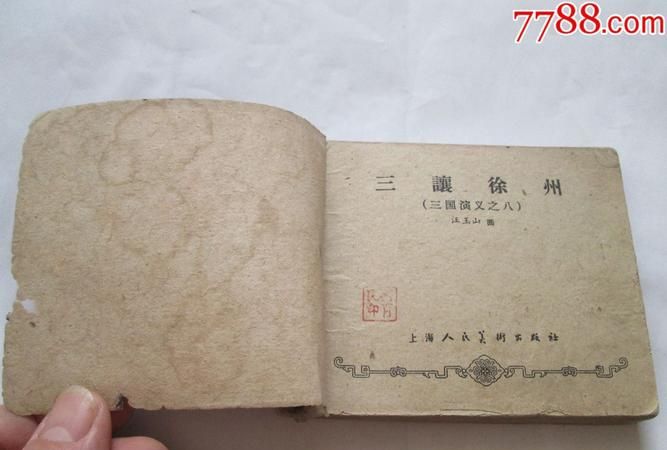 7788.com
三讓徐州
(三国演义之八)
汪玉山 画
上海人民美術出版社